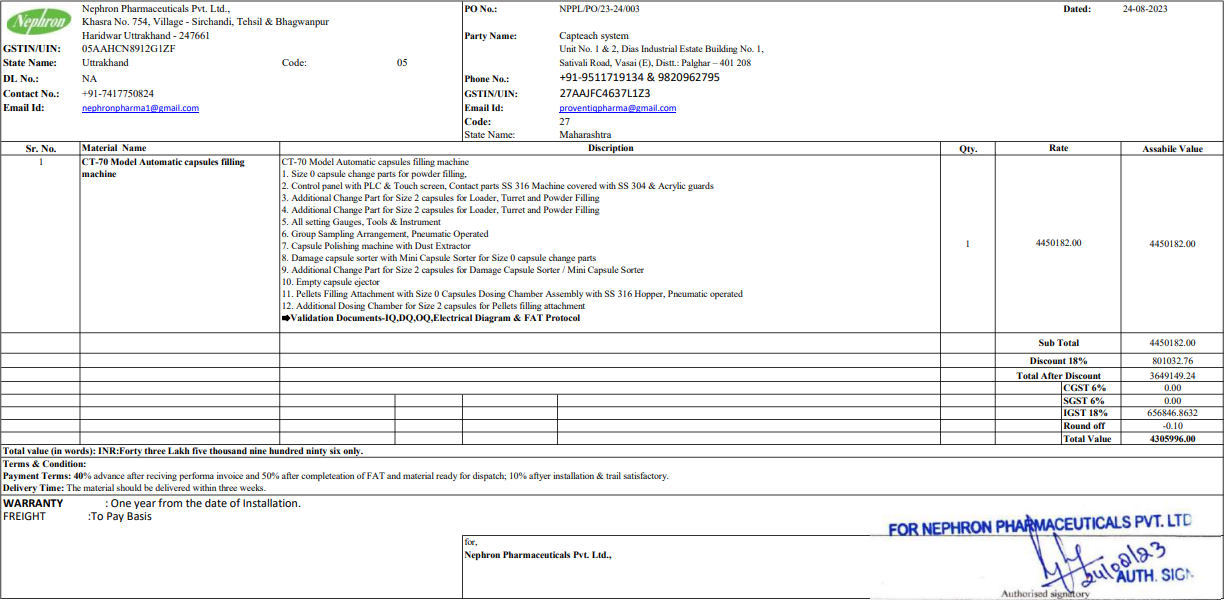 Nephron
Nephron Pharmaceuticals Pvt. Ltd.,
Khasra No. 754, Village - Sirchandi, Tehsil & Bhagwanpur
Haridwar Uttrakhand - 247661
GSTIN/UIN: 05AAHCN8912G1ZF
State Name: Uttrakhand Code: 05
DL No.: NA
Contact No.: +91-7417750824
Email Id: nephronpharma1@gmail.com
PO No.: NPPL/PO/23-24/003 Dated: 24-08-2023
Party Name: Capteach system
Unit No. 1 & 2, Dias Industrial Estate Building No. 1,
Sativali Road, Vasai (E), Distt.: Palghar – 401 208
Phone No.: +91-9511719134 & 9820962795
GSTIN/UIN: 27AAJFC4637L1Z3
Email Id: proventiqpharma@gmail.com
Code: 27
State Name: Maharashtra
Sr. No. Material Name Discription Qty. Rate Assabile Value
1 CT-70 Model Automatic capsules filling machine
CT-70 Model Automatic capsules filling machine
1. Size 0 capsule change parts for powder filling,
2. Control panel with PLC & Touch screen, Contact parts SS 316 Machine covered with SS 304 & Acrylic guards
3. Additional Change Part for Size 2 capsules for Loader, Turret and Powder Filling
4. Additional Change Part for Size 2 capsules for Loader, Turret and Powder Filling
5. All setting Gauges, Tools & Instrument
6. Group Sampling Arrangement, Pneumatic Operated
7. Capsule Polishing machine with Dust Extractor
8. Damage capsule sorter with Mini Capsule Sorter for Size 0 capsule change parts
9. Additional Change Part for Size 2 capsules for Damage Capsule Sorter / Mini Capsule Sorter
10. Empty capsule ejector
11. Pellets Filling Attachment with Size 0 Capsules Dosing Chamber Assembly with SS 316 Hopper, Pneumatic operated
12. Additional Dosing Chamber for Size 2 capsules for Pellets filling attachment
➡Validation Documents-IQ,DQ,OQ,Electrical Diagram & FAT Protocol
1 4450182.00 4450182.00
Sub Total 4450182.00
Discount 18% 801032.76
Total After Discount 3649149.24
CGST 6% 0.00
SGST 6% 0.00
IGST 18% 656846.8632
Round off -0.10
Total Value 4305996.00
Total value (in words): INR:Forty three Lakh five thousand nine hundred ninety six only.
Terms & Condition:
Payment Terms: 40% advance after reciving performa invoice and 50% after completeation of FAT and material ready for dispatch; 10% aftyer installation & trail satisfactory.
Delivery Time: The material should be delivered within three weeks.
WARRANTY : One year from the date of Installation.
FREIGHT :To Pay Basis
for,
Nephron Pharmaceuticals Pvt. Ltd.,
FOR NEPHRON PHARMACEUTICALS PVT. LTD
24/08/23
AUTH. SIGN
Authorised signatory